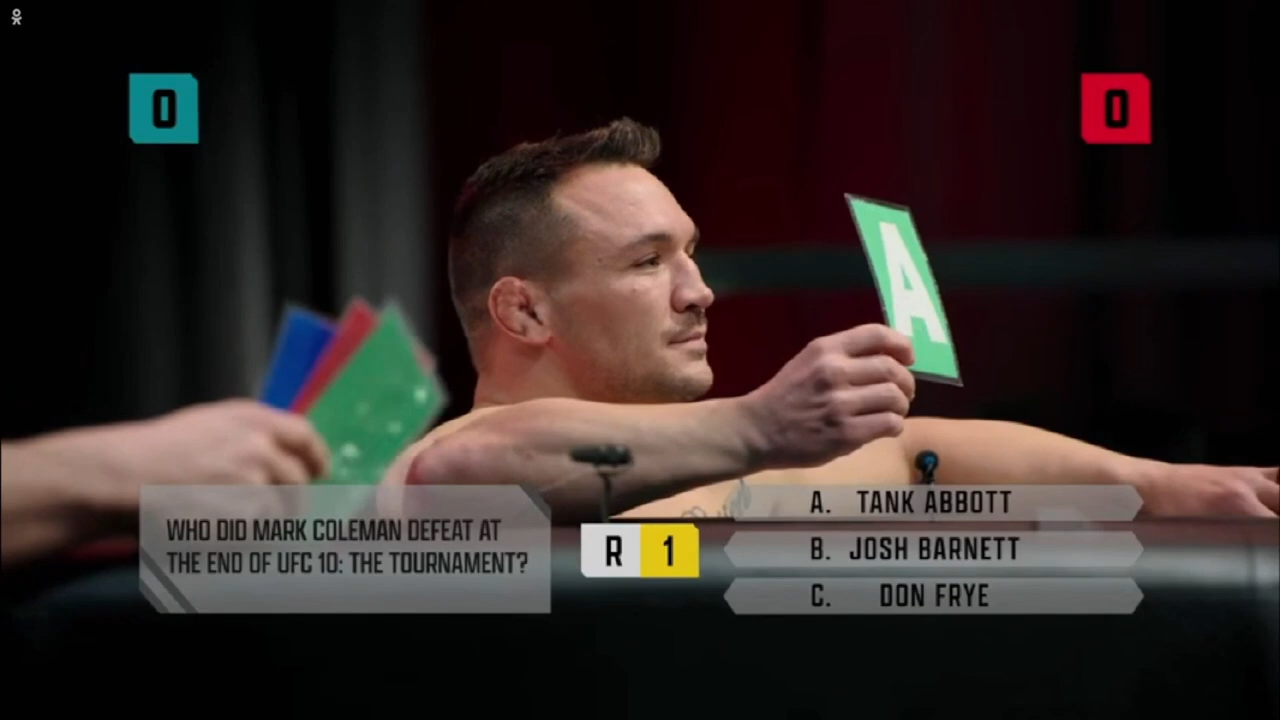 0
0
A
WHO DID MARK COLEMAN DEFEAT AT
THE END OF UFC 10: THE TOURNAMENT?
R 1
A. TANK ABBOTT
B. JOSH BARNETT
C. DON FRYE